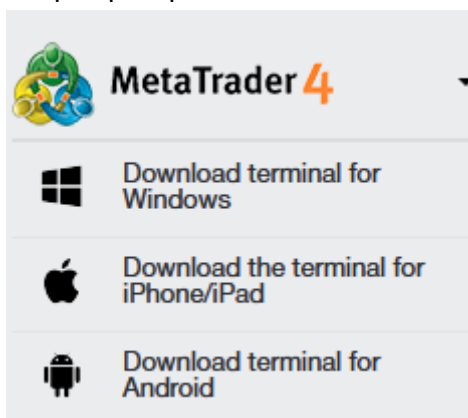 MetaTrader 4
Download terminal for
Windows
Download the terminal for
iPhone/iPad
Download terminal for
Android